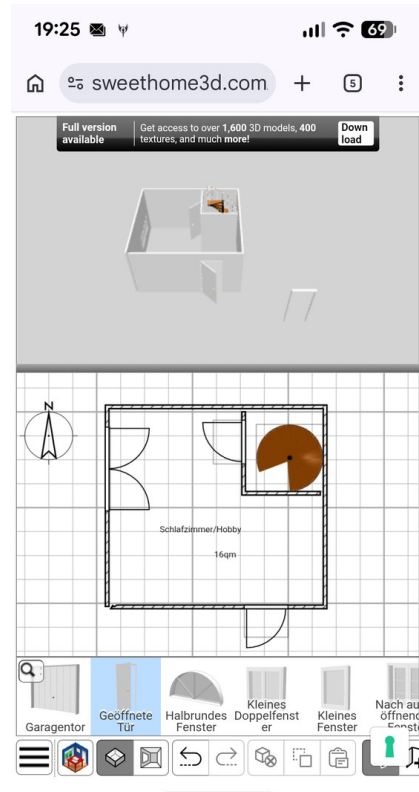 19:25
69
sweethome3d.com
5
Full version available
Get access to over 1,600 3D models, 400 textures, and much more!
Down load
N
Schlafzimmer/Hobby
16qm
Garagentor
Geöffnete Tür
Halbrundes Fenster
Kleines Doppelfenst er
Kleines Fenster
Nach au öffnend